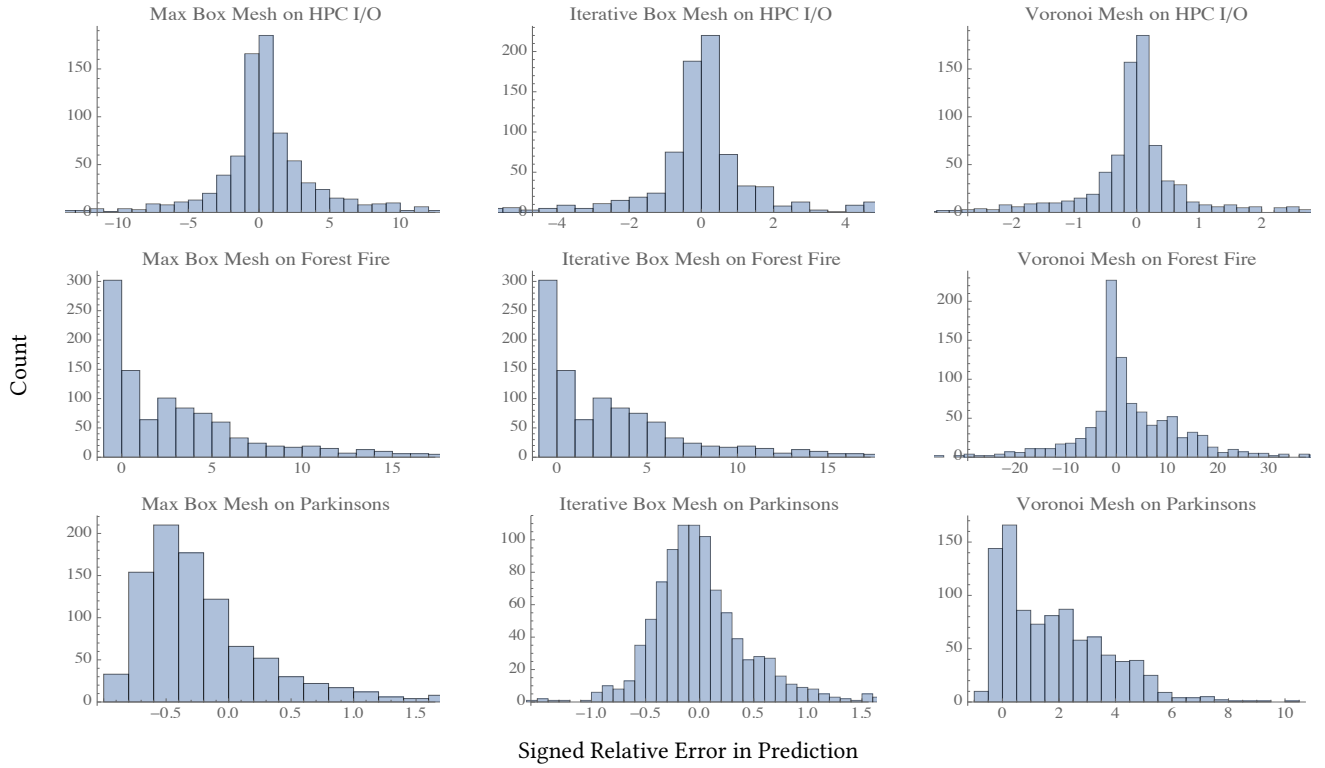 Max Box Mesh on HPC I/O
150
100
50
0
−10 −5 0 5 10
Iterative Box Mesh on HPC I/O
200
150
100
50
0
−4 −2 0 2 4
Voronoi Mesh on HPC I/O
150
100
50
0
−2 −1 0 1 2
Max Box Mesh on Forest Fire
300
250
200
150
100
50
0
0 5 10 15
Iterative Box Mesh on Forest Fire
300
250
200
150
100
50
0
0 5 10 15
Voronoi Mesh on Forest Fire
200
150
100
50
0
−20 −10 0 10 20 30
Max Box Mesh on Parkinsons
200
150
100
50
0
−0.5 0.0 0.5 1.0 1.5
Iterative Box Mesh on Parkinsons
100
80
60
40
20
0
−1.0 −0.5 0.0 0.5 1.0 1.5
Voronoi Mesh on Parkinsons
150
100
50
0
0 2 4 6 8 10
Count
Signed Relative Error in Prediction